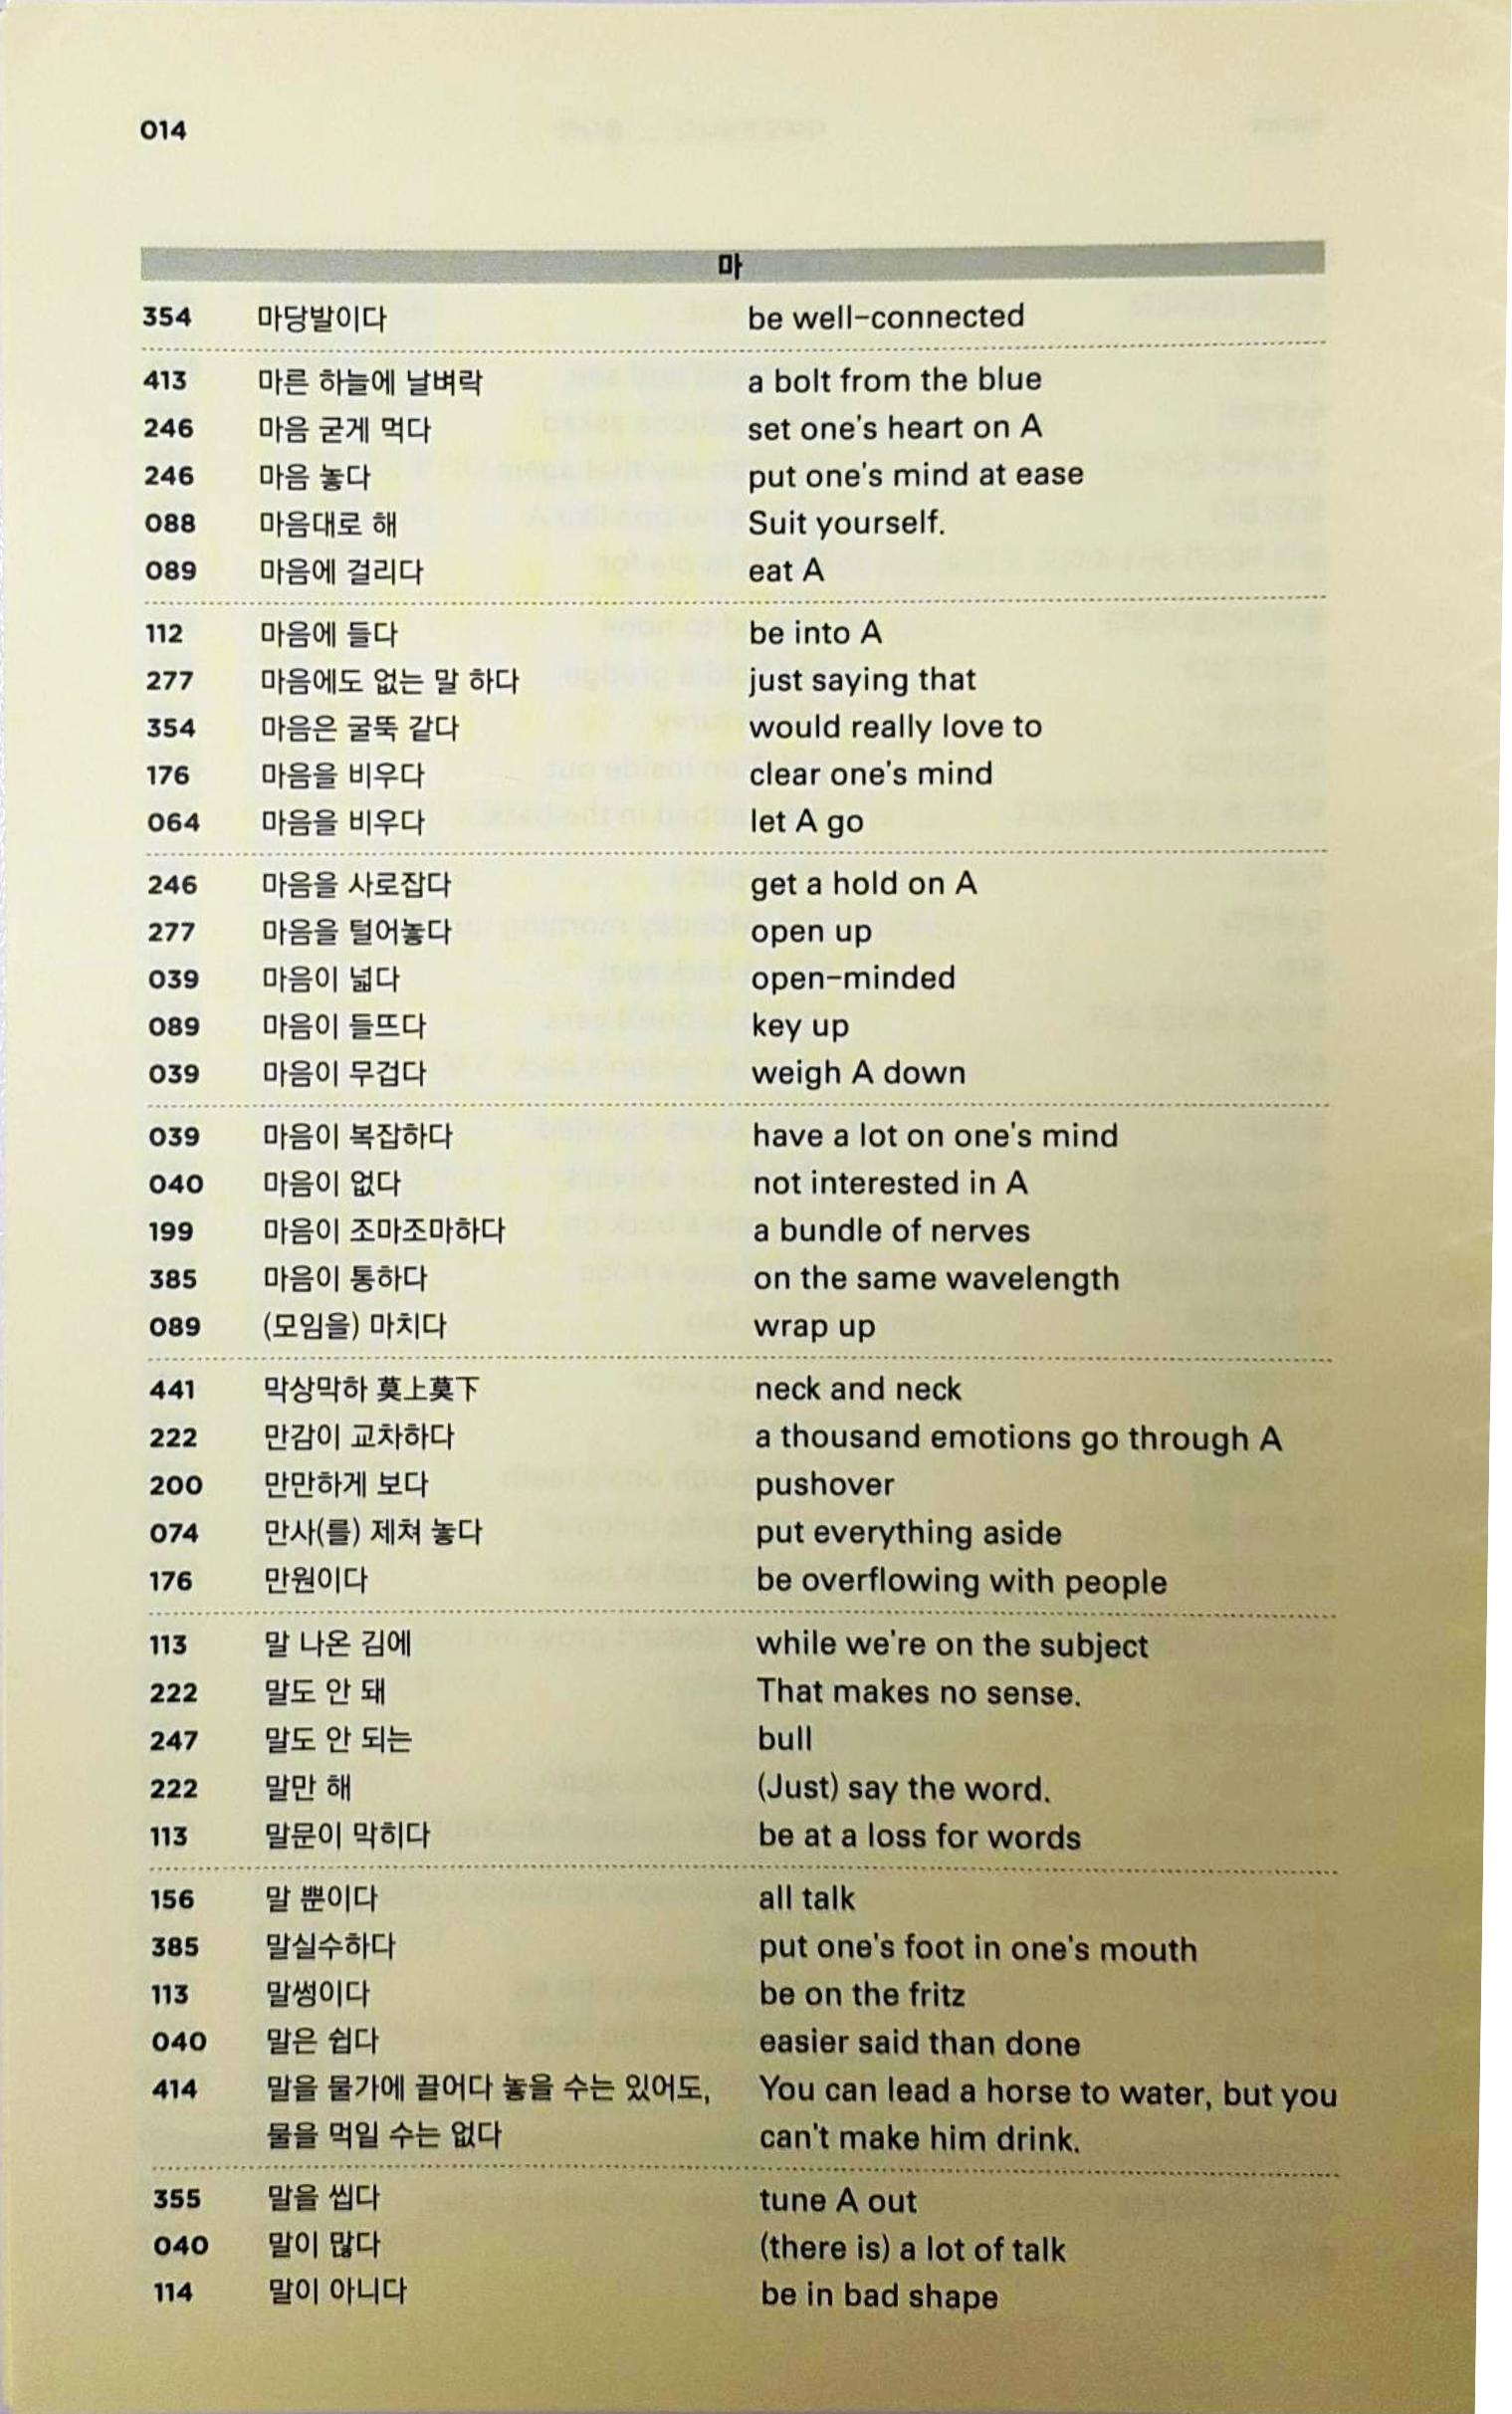 014
마
354 마당발이다 be well-connected
413 마른 하늘에 날벼락 a bolt from the blue
246 마음 굳게 먹다 set one's heart on A
246 마음 놓다 put one's mind at ease
088 마음대로 해 Suit yourself.
089 마음에 걸리다 eat A
112 마음에 들다 be into A
277 마음에도 없는 말 하다 just saying that
354 마음은 굴뚝 같다 would really love to
176 마음을 비우다 clear one's mind
064 마음을 비우다 let A go
246 마음을 사로잡다 get a hold on A
277 마음을 털어놓다 open up
039 마음이 넓다 open-minded
089 마음이 들뜨다 key up
039 마음이 무겁다 weigh A down
039 마음이 복잡하다 have a lot on one's mind
040 마음이 없다 not interested in A
199 마음이 조마조마하다 a bundle of nerves
385 마음이 통하다 on the same wavelength
089 (모임을) 마치다 wrap up
441 막상막하 莫上莫下 neck and neck
222 만감이 교차하다 a thousand emotions go through A
200 만만하게 보다 pushover
074 만사(를) 제쳐 놓다 put everything aside
176 만원이다 be overflowing with people
113 말 나온 김에 while we're on the subject
222 말도 안 돼 That makes no sense.
247 말도 안 되는 bull
222 말만 해 (Just) say the word.
113 말문이 막히다 be at a loss for words
156 말 뿐이다 all talk
385 말실수하다 put one's foot in one's mouth
113 말썽이다 be on the fritz
040 말은 쉽다 easier said than done
414 말을 물가에 끌어다 놓을 수는 있어도, You can lead a horse to water, but you
물을 먹일 수는 없다 can't make him drink.
355 말을 씹다 tune A out
040 말이 많다 (there is) a lot of talk
114 말이 아니다 be in bad shape